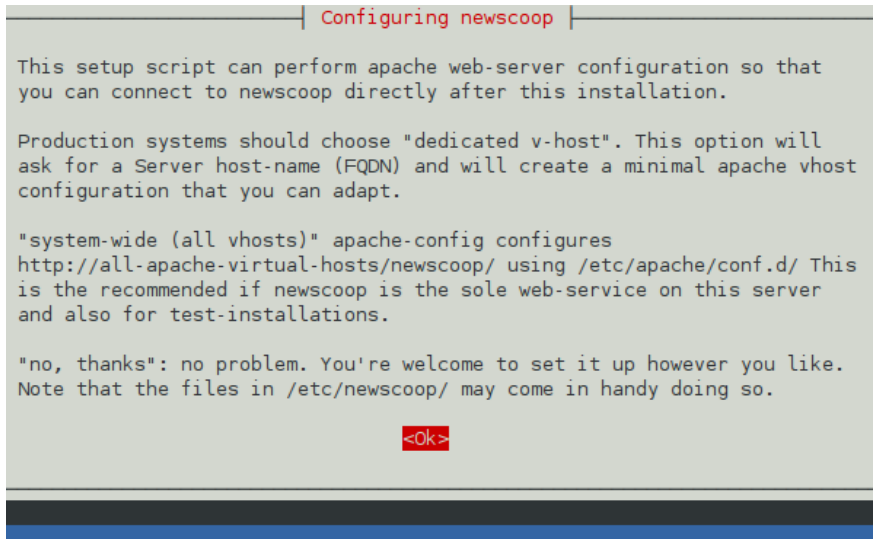 Configuring newscoop
This setup script can perform apache web-server configuration so that
you can connect to newscoop directly after this installation.
Production systems should choose "dedicated v-host". This option will
ask for a Server host-name (FQDN) and will create a minimal apache vhost
configuration that you can adapt.
"system-wide (all vhosts)" apache-config configures
http://all-apache-virtual-hosts/newscoop/ using /etc/apache/conf.d/ This
is the recommended if newscoop is the sole web-service on this server
and also for test-installations.
"no, thanks": no problem. You're welcome to set it up however you like.
Note that the files in /etc/newscoop/ may come in handy doing so.
<Ok>